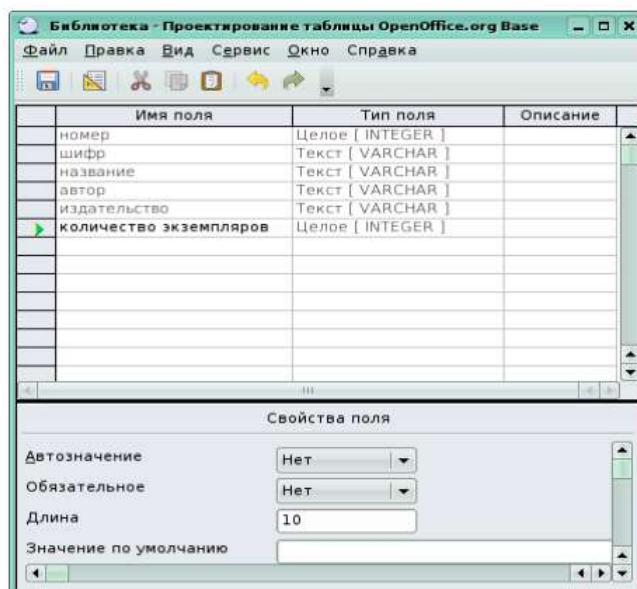 Библиотека - Проектирование таблицы OpenOffice.org Base
Файл Правка Вид Сервис Окно Справка
Имя поля Тип поля Описание
номер Целое [ INTEGER ]
шифр Текст [ VARCHAR ]
название Текст [ VARCHAR ]
автор Текст [ VARCHAR ]
издательство Текст [ VARCHAR ]
количество экземпляров Целое [ INTEGER ]
Свойства поля
Автозначение Нет
Обязательное Нет
Длина 10
Значение по умолчанию